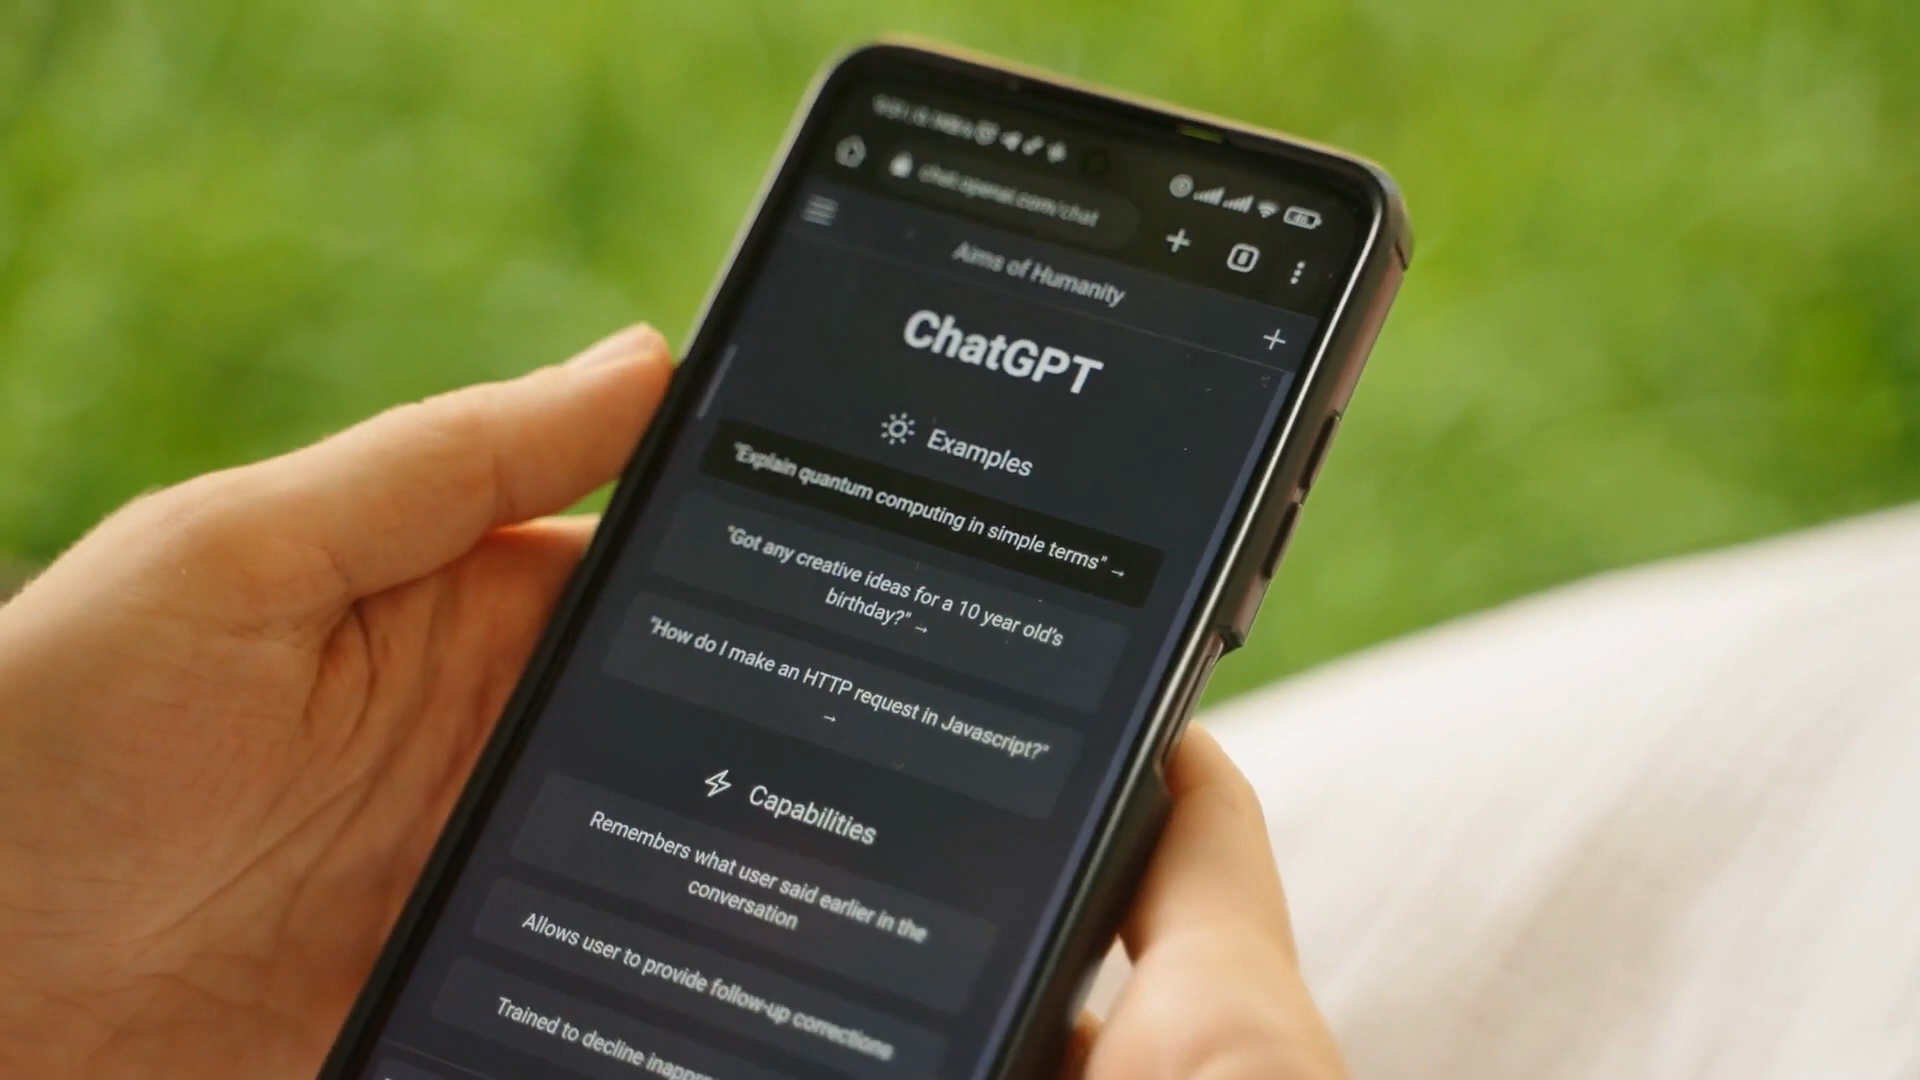 chat.openai.com/chat
Aims of Humanity
ChatGPT
Examples
"Explain quantum computing in simple terms" →
"Got any creative ideas for a 10 year old's
birthday?" →
"How do I make an HTTP request in Javascript?"
→
Capabilities
Remembers what user said earlier in the
conversation
Allows user to provide follow-up corrections
Trained to decline